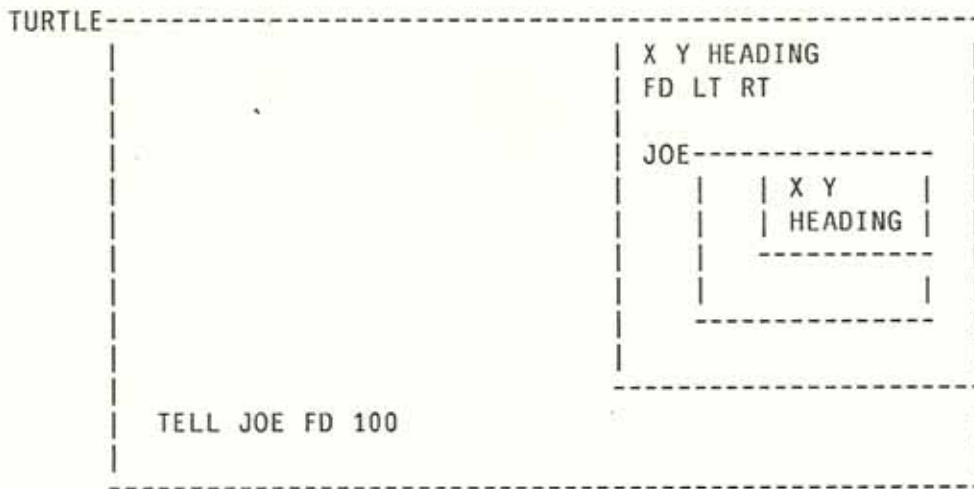 TURTLE
X Y HEADING
FD LT RT
JOE
X Y
HEADING
TELL JOE FD 100